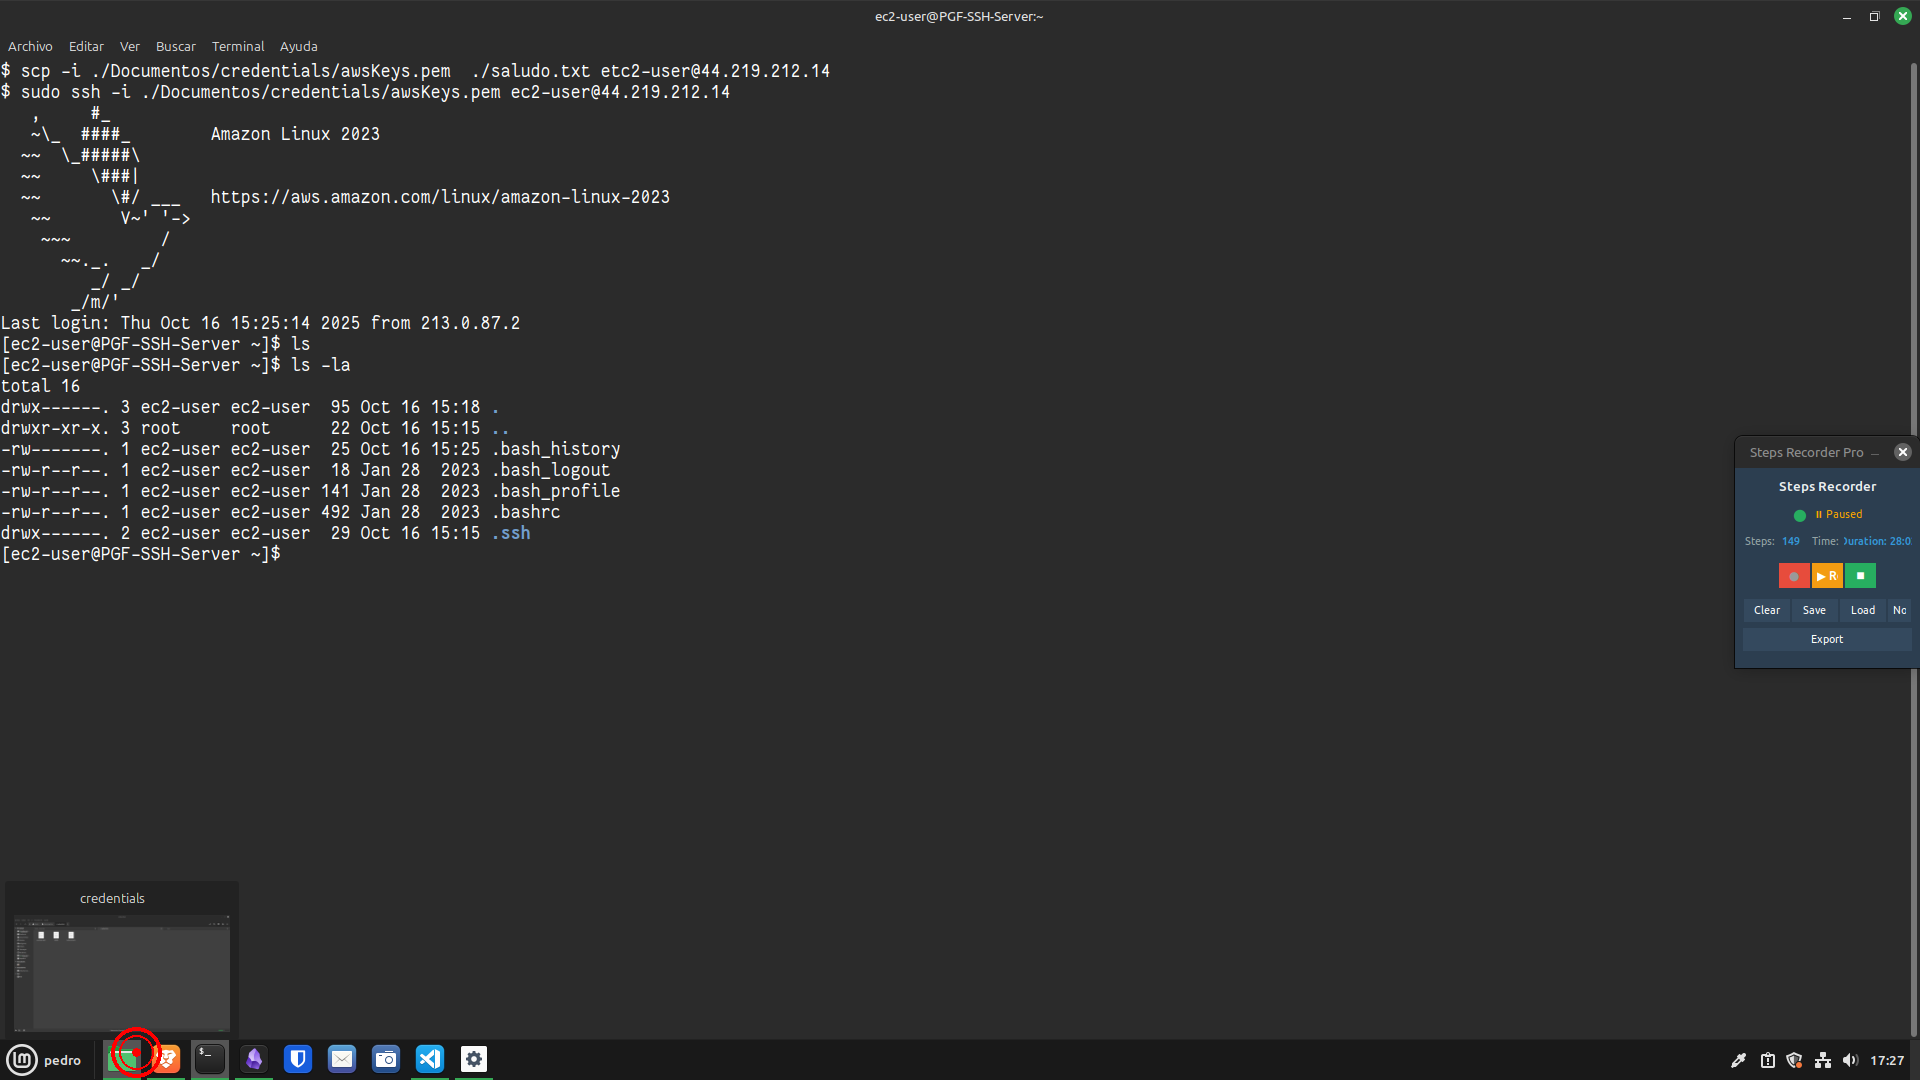 ec2-user@PGF-SSH-Server:~
Archivo Editar Ver Buscar Terminal Ayuda
$ scp -i ./Documentos/credentials/awsKeys.pem  ./saludo.txt etc2-user@44.219.212.14
$ sudo ssh -i ./Documentos/credentials/awsKeys.pem ec2-user@44.219.212.14
   ,     #_
   ~\_  ####_        Amazon Linux 2023
  ~~  \_#####\
  ~~     \###|
  ~~       \#/ ___   https://aws.amazon.com/linux/amazon-linux-2023
   ~~       V~' '->
    ~~~         /
      ~~._.   _/
         _/ _/
       _/m/'
Last login: Thu Oct 16 15:25:14 2025 from 213.0.87.2
[ec2-user@PGF-SSH-Server ~]$ ls
[ec2-user@PGF-SSH-Server ~]$ ls -la
total 16
drwx------. 3 ec2-user ec2-user  95 Oct 16 15:18 .
drwxr-xr-x. 3 root     root      22 Oct 16 15:15 ..
-rw-------. 1 ec2-user ec2-user  25 Oct 16 15:25 .bash_history
-rw-r--r--. 1 ec2-user ec2-user  18 Jan 28  2023 .bash_logout
-rw-r--r--. 1 ec2-user ec2-user 141 Jan 28  2023 .bash_profile
-rw-r--r--. 1 ec2-user ec2-user 492 Jan 28  2023 .bashrc
drwx------. 2 ec2-user ec2-user  29 Oct 16 15:15 .ssh
[ec2-user@PGF-SSH-Server ~]$
Steps Recorder Pro
Steps Recorder
Paused
Steps: 149 Time: Duration: 28:0
R
Clear Save Load No
Export
credentials
pedro
17:27